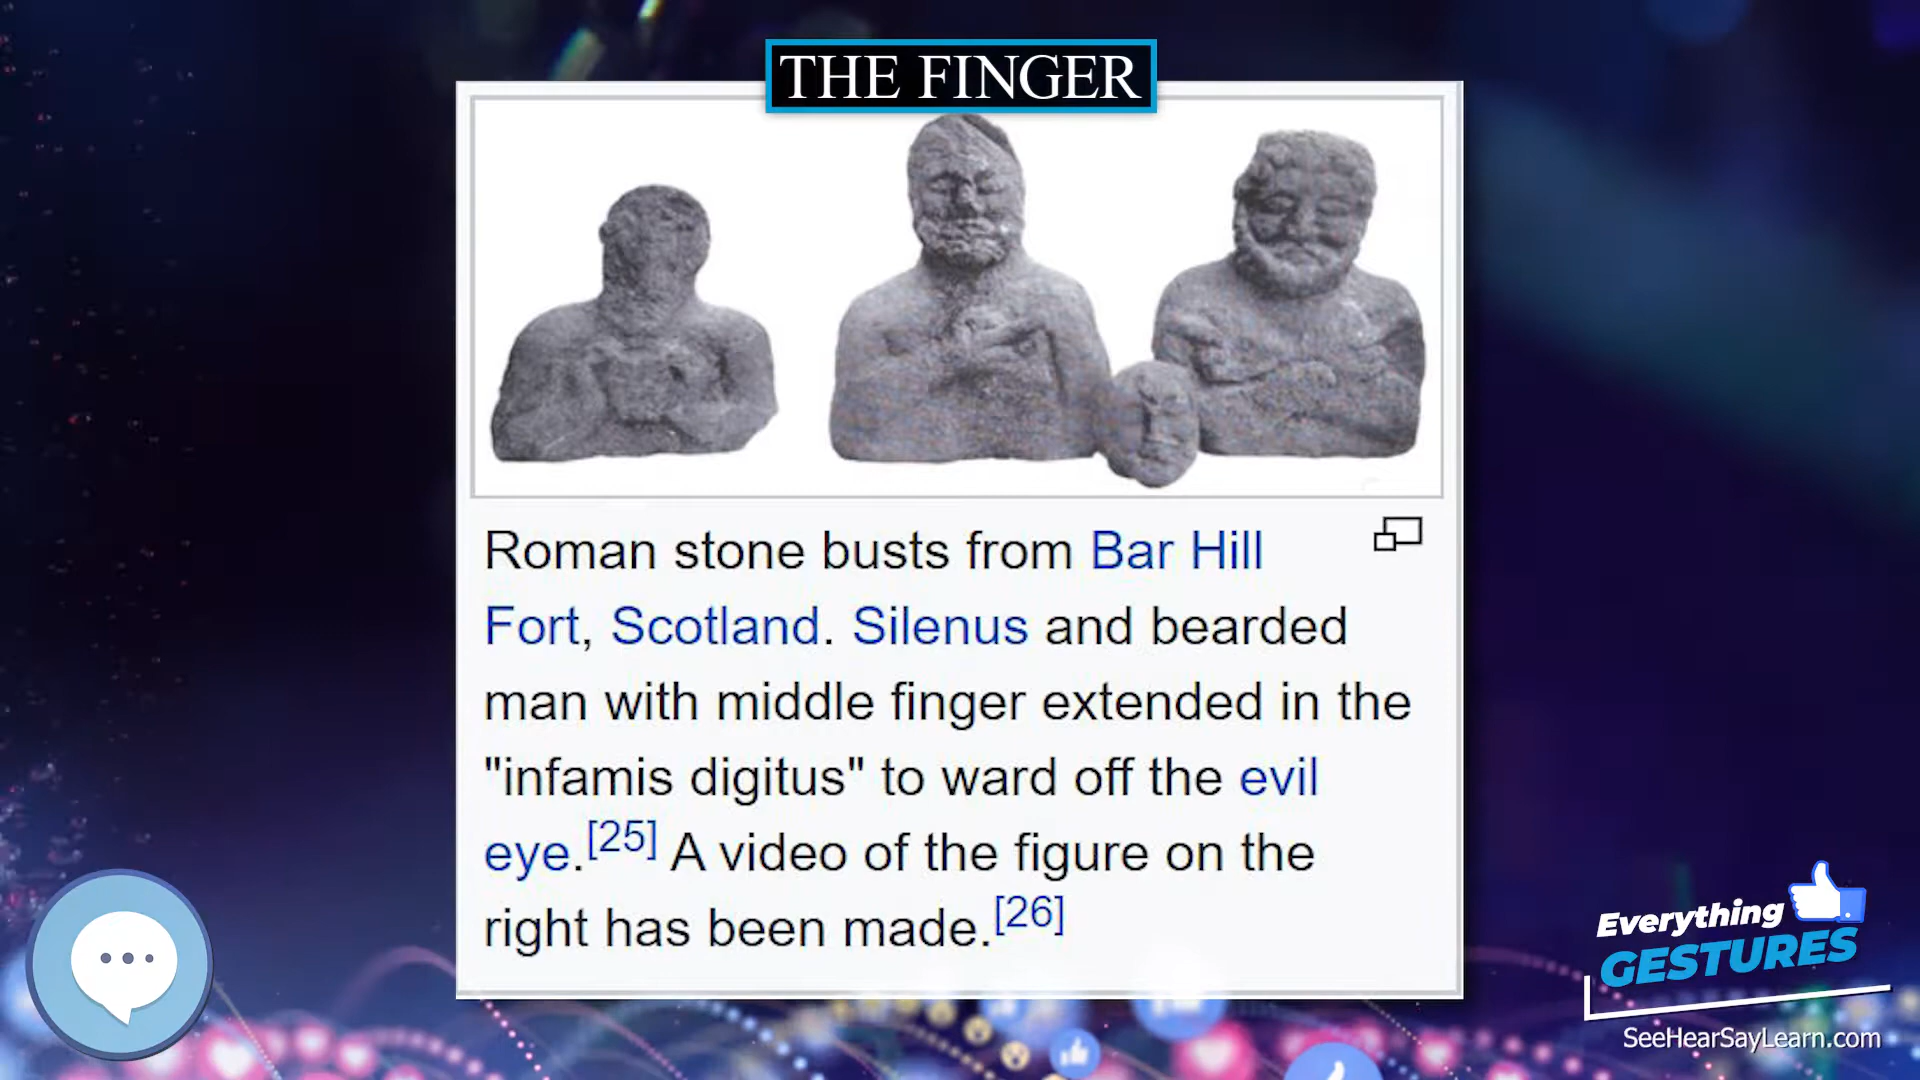 THE FINGER
Roman stone busts from Bar Hill
Fort, Scotland. Silenus and bearded
man with middle finger extended in the
"infamis digitus" to ward off the evil
eye.[25] A video of the figure on the
right has been made.[26]
Everything
GESTURES
SeeHearSayLearn.com